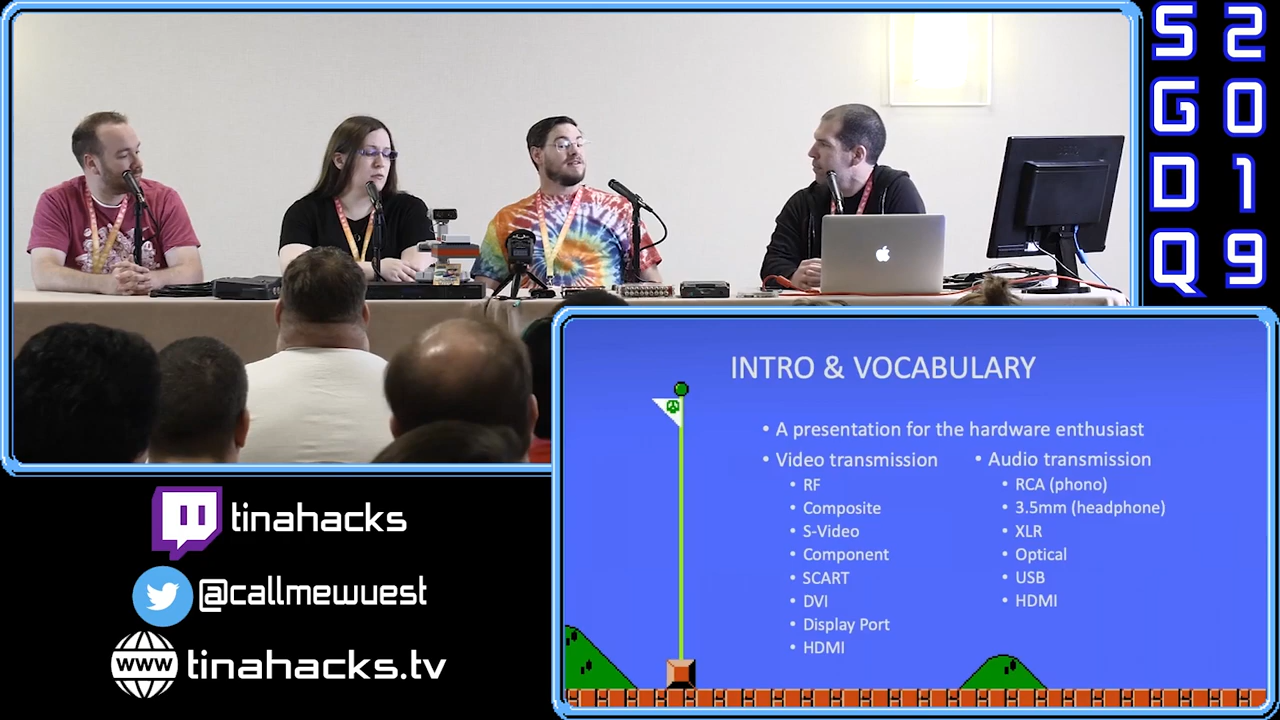 S 2
G 0
D 1
Q 9
INTRO & VOCABULARY
• A presentation for the hardware enthusiast
• Video transmission
• RF
• Composite
• S-Video
• Component
• SCART
• DVI
• Display Port
• HDMI
• Audio transmission
• RCA (phono)
• 3.5mm (headphone)
• XLR
• Optical
• USB
• HDMI
tinahacks
@callmewuest
www tinahacks.tv